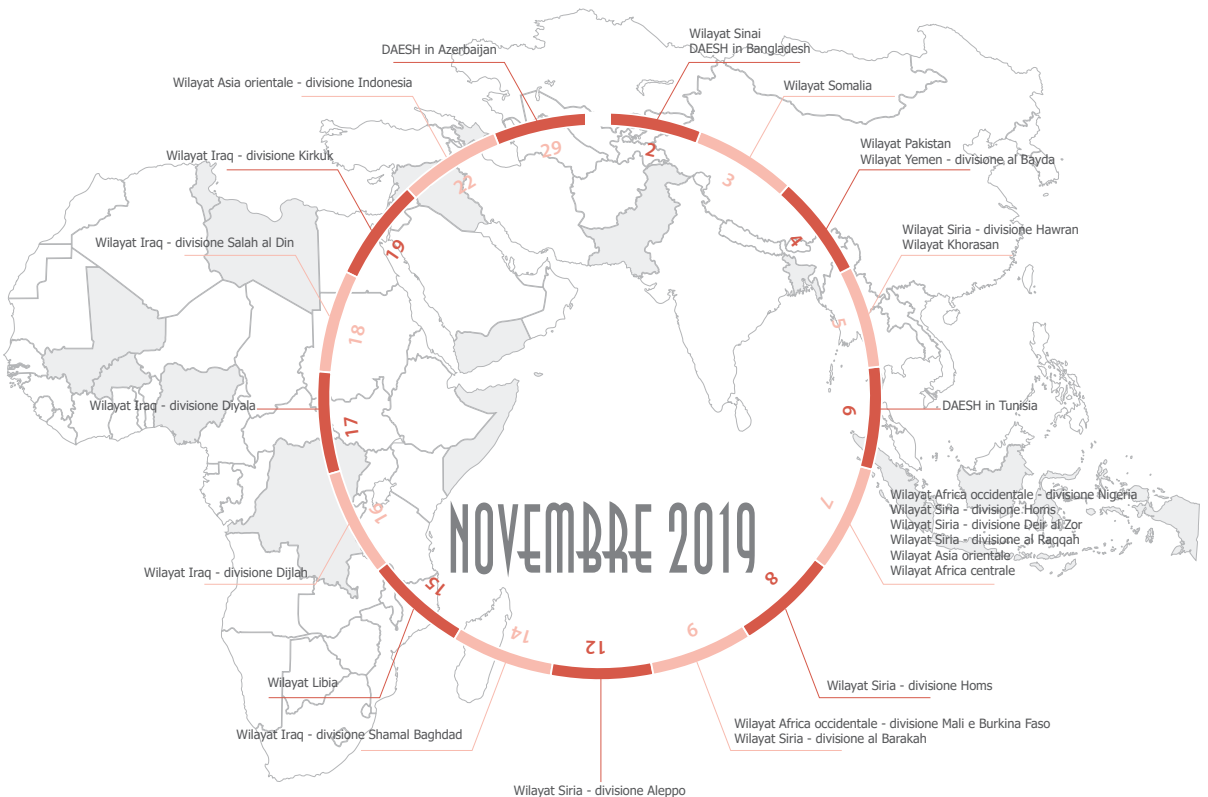 Wilayat Sinai
DAESH in Bangladesh
DAESH in Azerbaijan
Wilayat Asia orientale - divisione Indonesia
Wilayat Somalia
Wilayat Pakistan
Wilayat Yemen - divisione al Bayda
Wilayat Iraq - divisione Kirkuk
29
2
22
3
Wilayat Siria - divisione Hawran
Wilayat Khorasan
Wilayat Iraq - divisione Salah al Din
19
4
18
5
Wilayat Iraq - divisione Diyala
17
6
DAESH in Tunisia
Wilayat Africa occidentale - divisione Nigeria
Wilayat Siria - divisione Homs
Wilayat Siria - divisione Deir al Zor
Wilayat Siria - divisione al Raqqah
Wilayat Asia orientale
Wilayat Africa centrale
16
7
NOVEMBRE 2019
Wilayat Iraq - divisione Dijlah
15
8
14
12
9
Wilayat Libia
Wilayat Siria - divisione Homs
Wilayat Iraq - divisione Shamal Baghdad
Wilayat Africa occidentale - divisione Mali e Burkina Faso
Wilayat Siria - divisione al Barakah
Wilayat Siria - divisione Aleppo